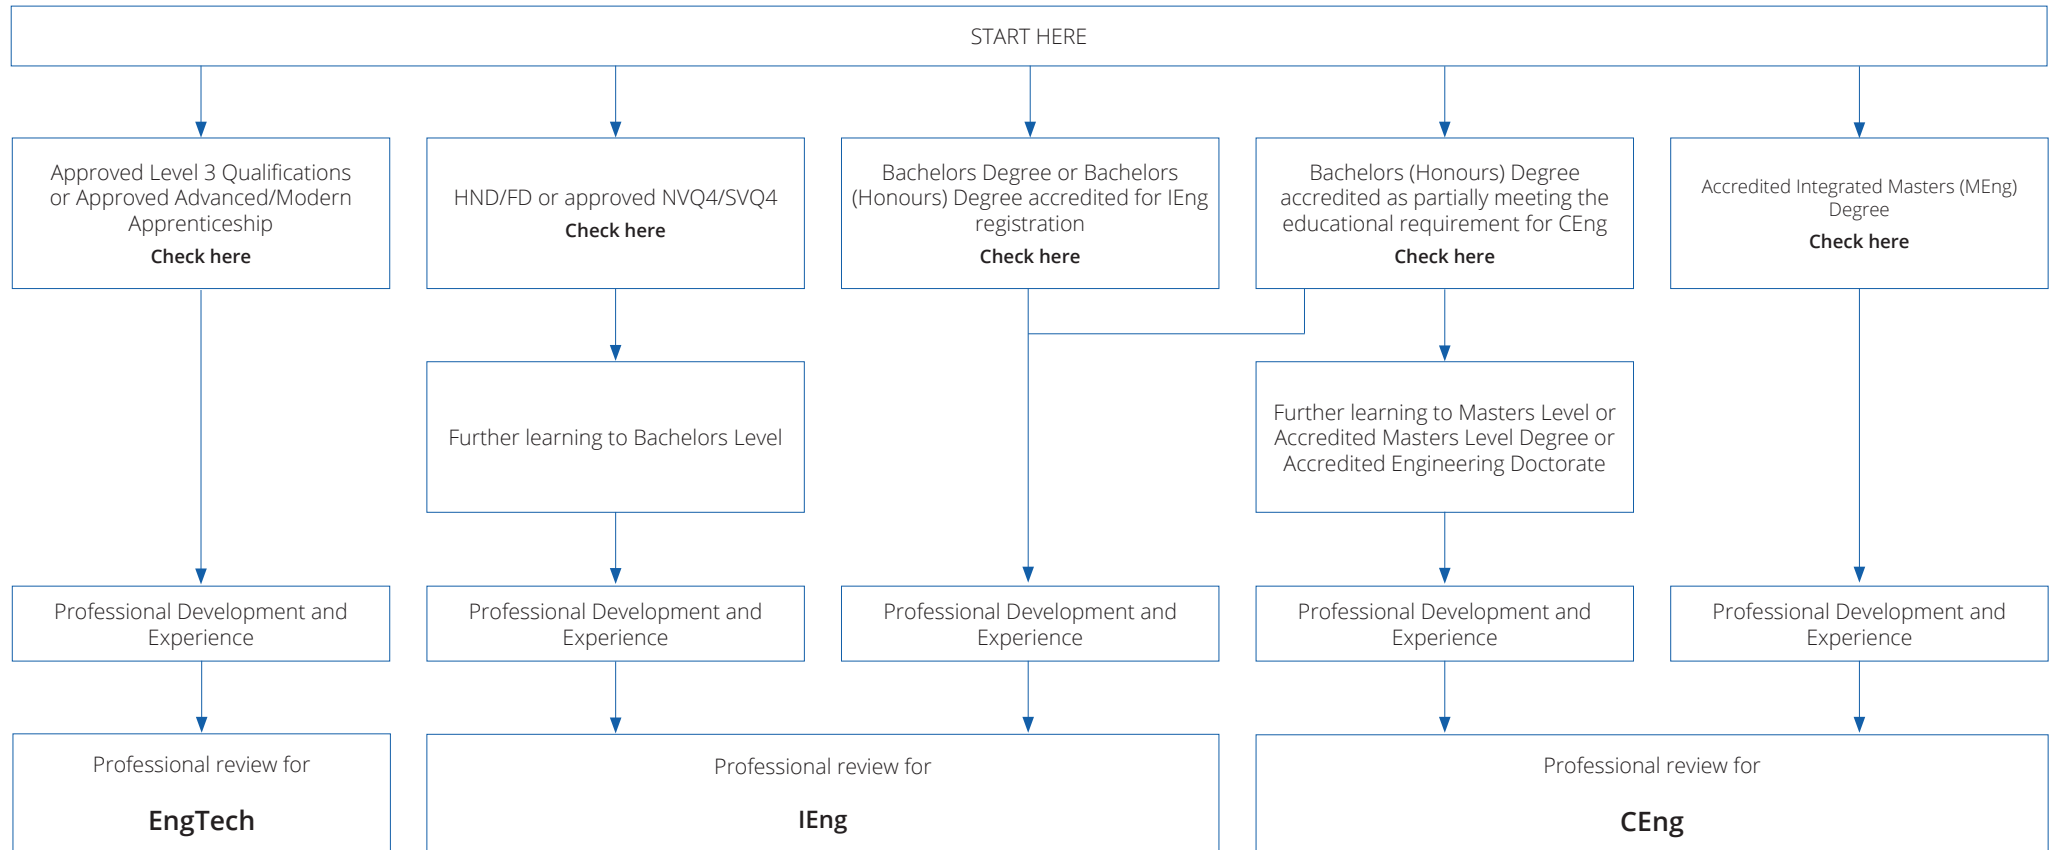 START HERE
Approved Level 3 Qualifications
or Approved Advanced/Modern
Apprenticeship
Check here
HND/FD or approved NVQ4/SVQ4
Check here
Bachelors Degree or Bachelors
(Honours) Degree accredited for IEng
registration
Check here
Bachelors (Honours) Degree
accredited as partially meeting the
educational requirement for CEng
Check here
Accredited Integrated Masters (MEng)
Degree
Check here
Further learning to Bachelors Level
Further learning to Masters Level or
Accredited Masters Level Degree or
Accredited Engineering Doctorate
Professional Development and
Experience
Professional Development and
Experience
Professional Development and
Experience
Professional Development and
Experience
Professional Development and
Experience
Professional review for
EngTech
Professional review for
IEng
Professional review for
CEng